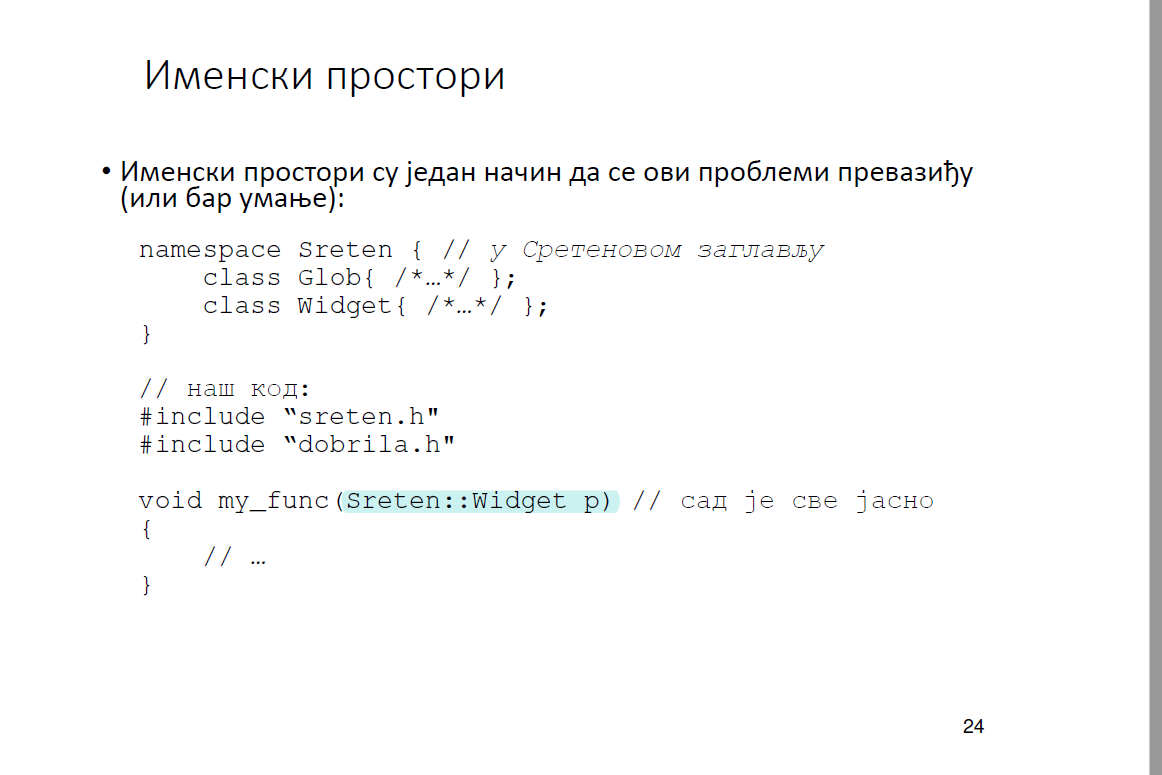 Именски простори
• Именски простори су један начин да се ови проблеми превазиђу
(или бар умање):
namespace Sreten { // у Сретеновом заглављу
    class Glob{ /*…*/ };
    class Widget{ /*…*/ };
}
// наш код:
#include “sreten.h"
#include “dobrila.h"
void my_func(Sreten::Widget p) // сад је све јасно
{
    // …
}
24